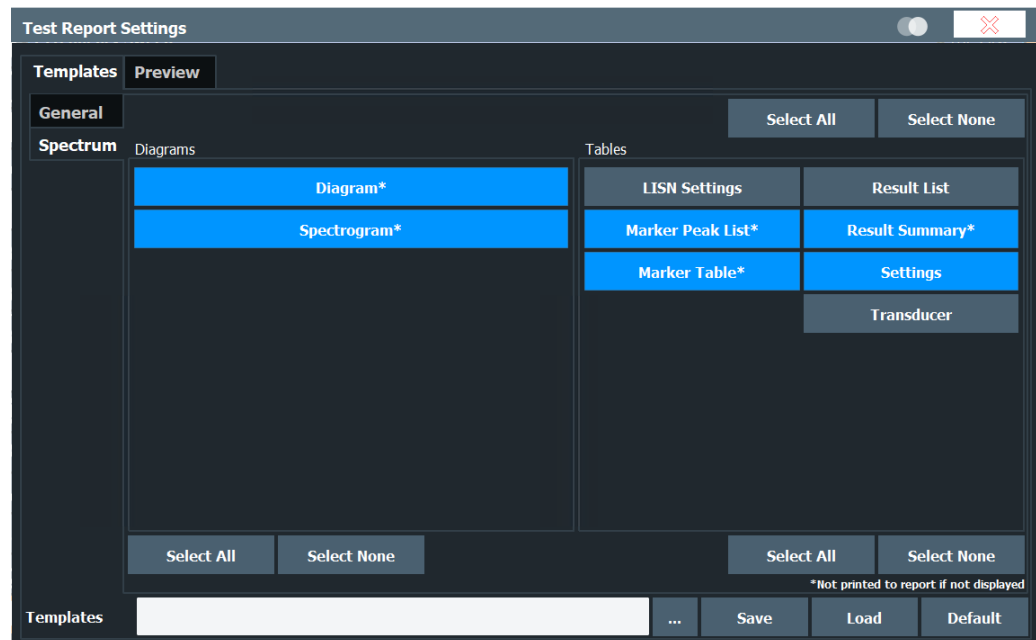 Test Report Settings
Templates Preview
General
Select All Select None
Spectrum
Diagrams Tables
Diagram* LISN Settings Result List
Spectrogram* Marker Peak List* Result Summary*
Marker Table* Settings
Transducer
Select All Select None Select All Select None
*Not printed to report if not displayed
Templates ... Save Load Default